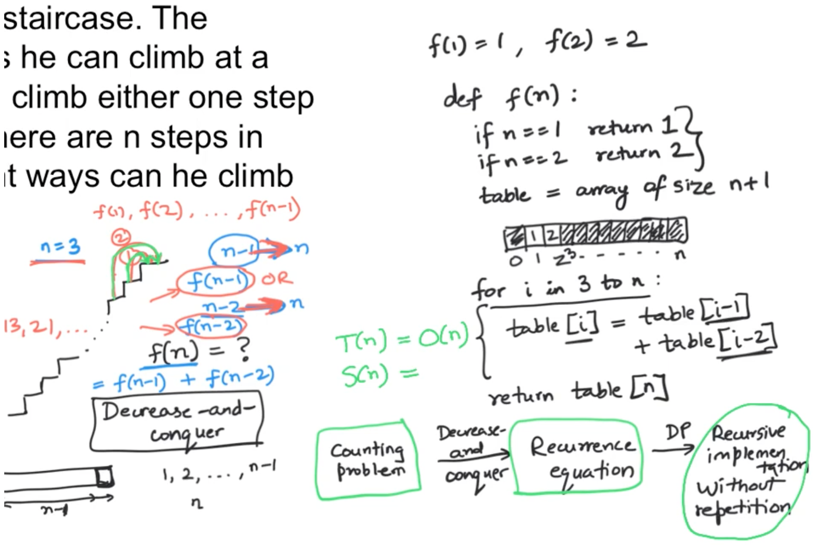 staircase. The
s he can climb at a
climb either one step
here are n steps in
t ways can he climb
f(1), f(2), ..., f(n-1)
n=3
2
1
n-1 → n
f(n-1) OR
n-2 → n
f(n-2)
13, 21, ...
f(n) = ?
= f(n-1) + f(n-2)
Decrease-and-
conquer
n-1
1, 2, ..., n-1
n
f(1) = 1, f(2) = 2
def f(n):
if n==1 return 1
if n==2 return 2
table = array of size n+1
1 2
0 1 2 3 - - - - - n
for i in 3 to n:
table [i] = table [i-1]
+ table [i-2]
T(n) = O(n)
S(n) =
return table [n]
Counting
problem
Decrease-
and
conquer
Recurrence
equation
DP
Recursive
implemen
tation
without
repetition